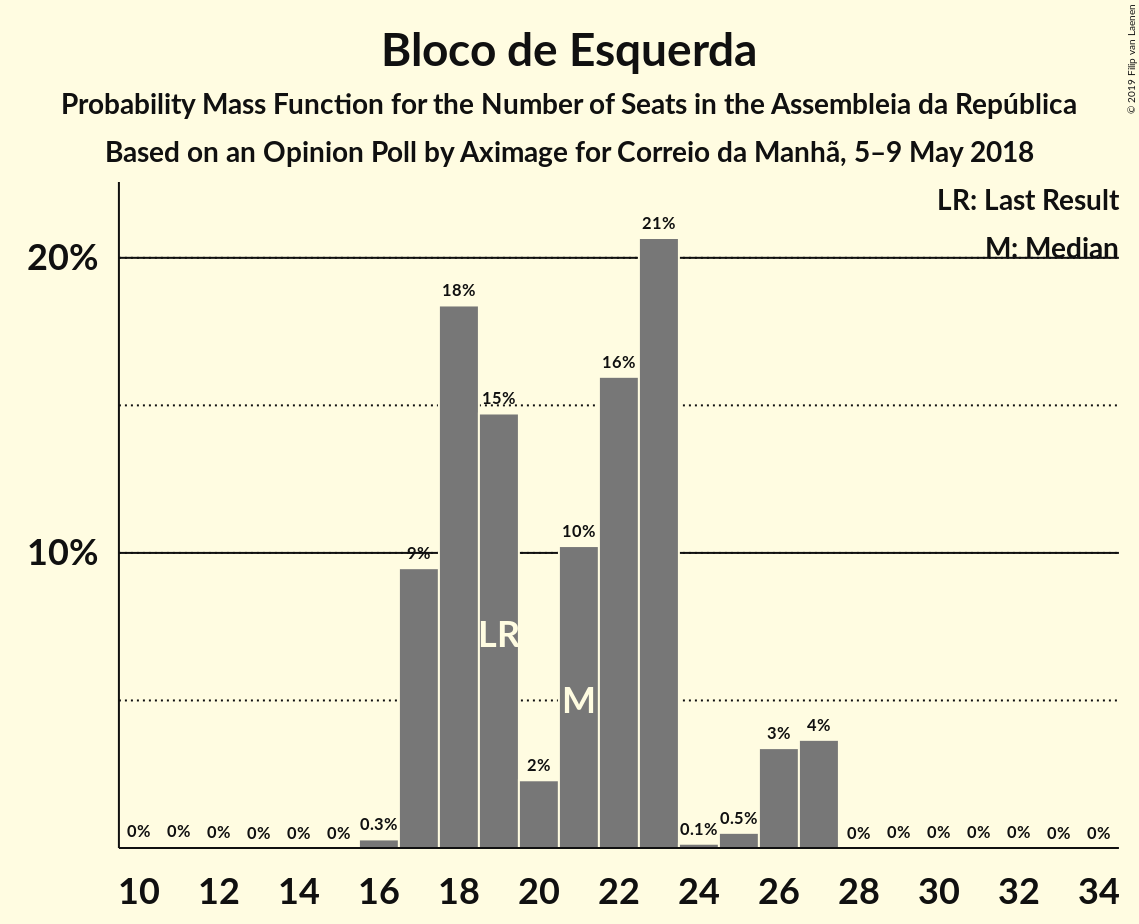 Bloco de Esquerda
Probability Mass Function for the Number of Seats in the Assembleia da República
Based on an Opinion Poll by Aximage for Correio da Manhã, 5–9 May 2018
© 2019 Filip van Laenen
LR: Last Result
M: Median
20%
10%
0% 0% 0% 0% 0% 0% 0.3% 9% 18% 15% 2% 10% 16% 21% 0.1% 0.5% 3% 4% 0% 0% 0% 0% 0% 0% 0%
LR
M
10 12 14 16 18 20 22 24 26 28 30 32 34